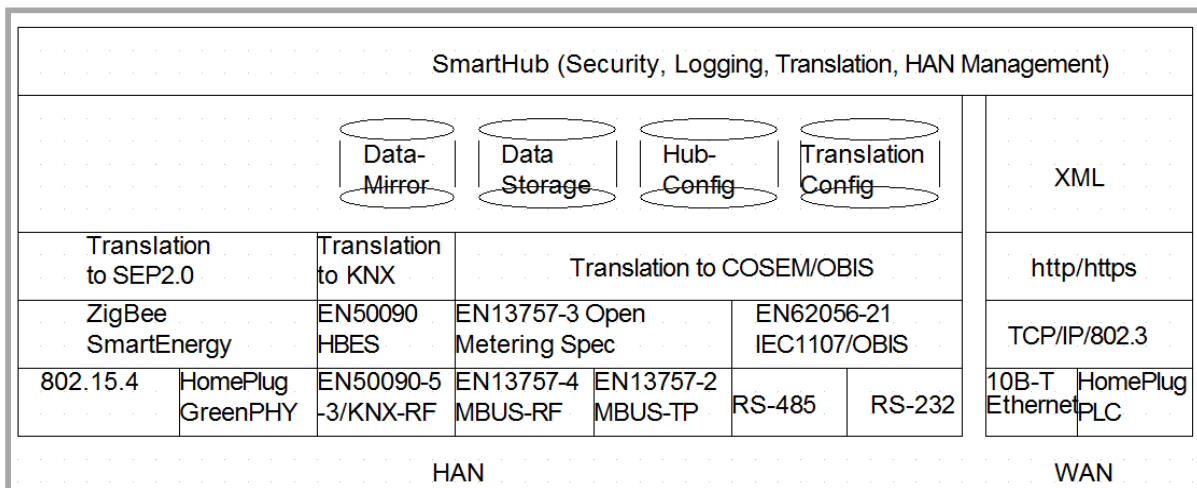 SmartHub (Security, Logging, Translation, HAN Management)
Data-
Mirror
Data
Storage
Hub-
Config
Translation
Config
XML
Translation
to SEP2.0
Translation
to KNX
Translation to COSEM/OBIS
http/https
ZigBee
SmartEnergy
EN50090
HBES
EN13757-3 Open
Metering Spec
EN62056-21
IEC1107/OBIS
TCP/IP/802.3
802.15.4
HomePlug
GreenPHY
EN50090-5
-3/KNX-RF
EN13757-4
MBUS-RF
EN13757-2
MBUS-TP
RS-485
RS-232
10B-T
Ethernet
HomePlug
PLC
HAN
WAN